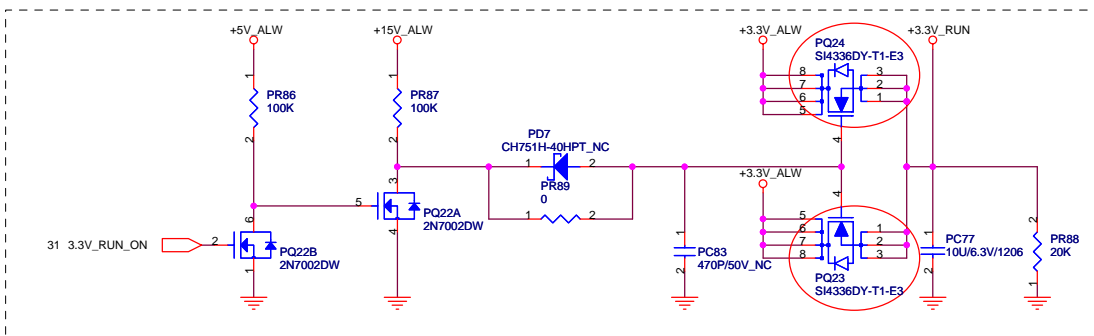 +5V_ALW
+15V_ALW
+3.3V_ALW
+3.3V_RUN
PQ24
SI4336DY-T1-E3
1
1
8
7
6
5
3
2
1
4
PR86
100K
PR87
100K
2
2
PD7
CH751H-40HPT_NC
1
2
PR89
0
1
2
3
5
PQ22A
2N7002DW
4
6
31 3.3V_RUN_ON
2
PQ22B
2N7002DW
1
+3.3V_ALW
4
5
6
7
8
1
2
3
PQ23
SI4336DY-T1-E3
1
PC83
470P/50V_NC
2
1
PC77
10U/6.3V/1206
2
2
PR88
20K
1